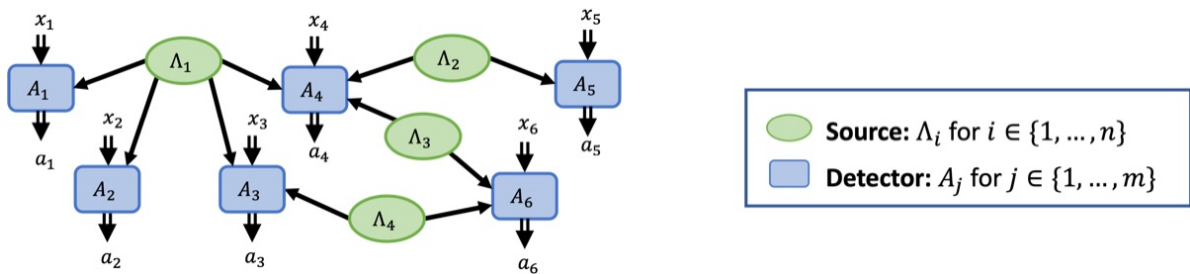 x₁
x₄
x₅
A₁
Λ₁
A₄
Λ₂
A₅
a₁
x₂
x₃
a₄
Λ₃
x₆
a₅
A₂
A₃
Λ₄
A₆
a₂
a₃
a₆
Source: Λᵢ for i ∈ {1, ..., n}
Detector: Aⱼ for j ∈ {1, ..., m}